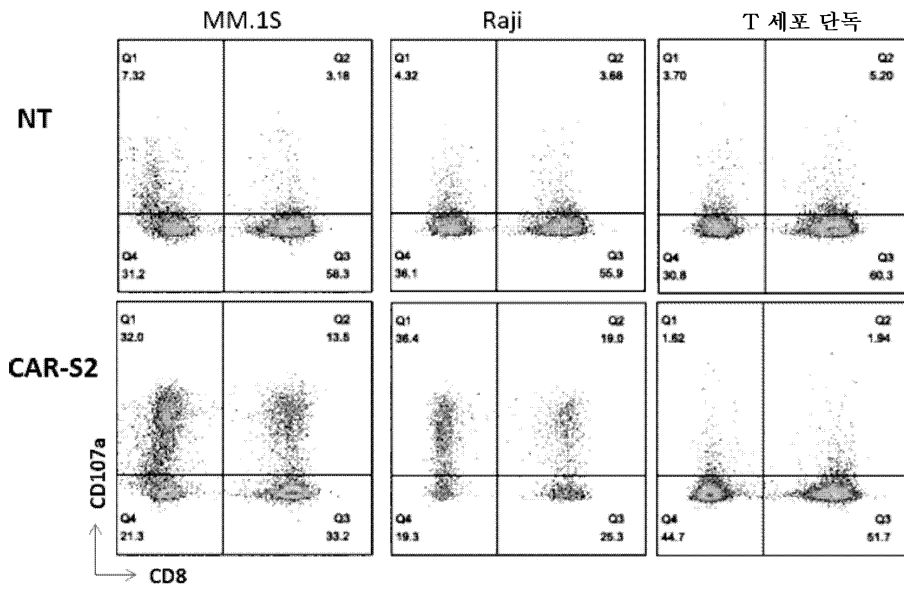 MM.1S Raji T 세포 단독
NT
Q1 Q2 Q1 Q2 Q1 Q2
7.32 3.18 4.32 3.68 3.70 5.20
Q4 Q3 Q4 Q3 Q4 Q3
31.2 58.3 36.1 55.9 30.8 60.3
CAR-S2
Q1 Q2 Q1 Q2 Q1 Q2
32.0 13.5 36.4 19.0 1.62 1.94
Q4 Q3 Q4 Q3 Q4 Q3
21.3 33.2 19.3 25.3 44.7 51.7
CD107a
CD8